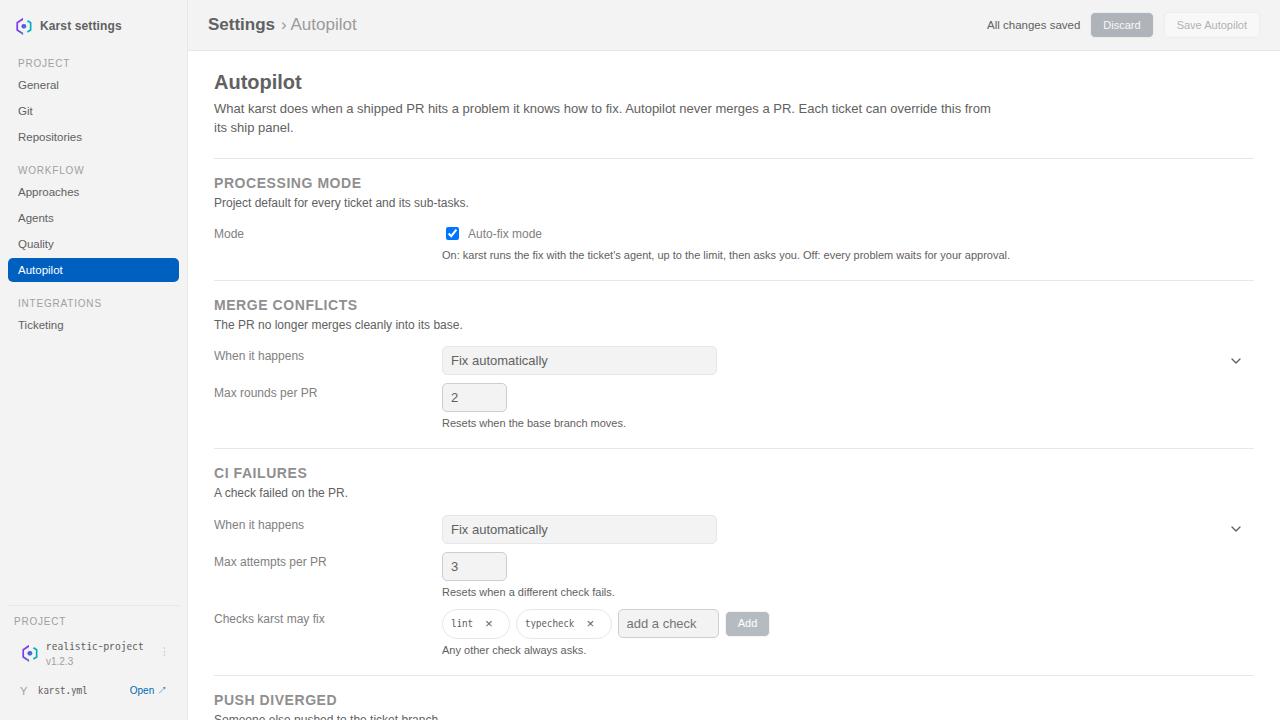 Karst settings
PROJECT
General
Git
Repositories
WORKFLOW
Approaches
Agents
Quality
Autopilot
INTEGRATIONS
Ticketing
PROJECT
realistic-project
v1.2.3
Y karst.yml Open ↗
Settings › Autopilot
All changes saved Discard Save Autopilot
Autopilot
What karst does when a shipped PR hits a problem it knows how to fix. Autopilot never merges a PR. Each ticket can override this from
its ship panel.
PROCESSING MODE
Project default for every ticket and its sub-tasks.
Mode Auto-fix mode
On: karst runs the fix with the ticket's agent, up to the limit, then asks you. Off: every problem waits for your approval.
MERGE CONFLICTS
The PR no longer merges cleanly into its base.
When it happens Fix automatically
Max rounds per PR 2
Resets when the base branch moves.
CI FAILURES
A check failed on the PR.
When it happens Fix automatically
Max attempts per PR 3
Resets when a different check fails.
Checks karst may fix lint × typecheck × add a check Add
Any other check always asks.
PUSH DIVERGED
Someone else pushed to the ticket branch.